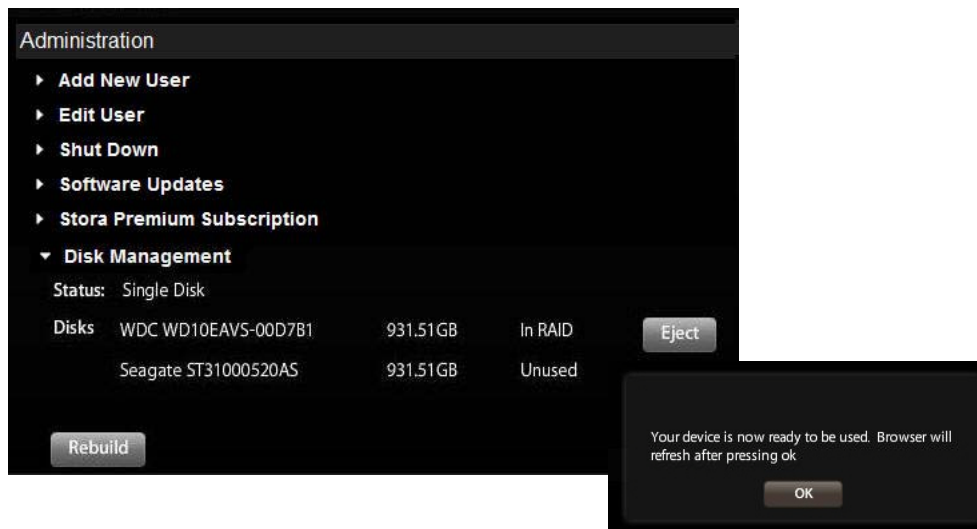 Administration
Add New User
Edit User
Shut Down
Software Updates
Stora Premium Subscription
Disk Management
Status: Single Disk
Disks WDC WD10EAVS-00D7B1 931.51GB In RAID Eject
Seagate ST31000520AS 931.51GB Unused
Rebuild
Your device is now ready to be used. Browser will
refresh after pressing ok
OK